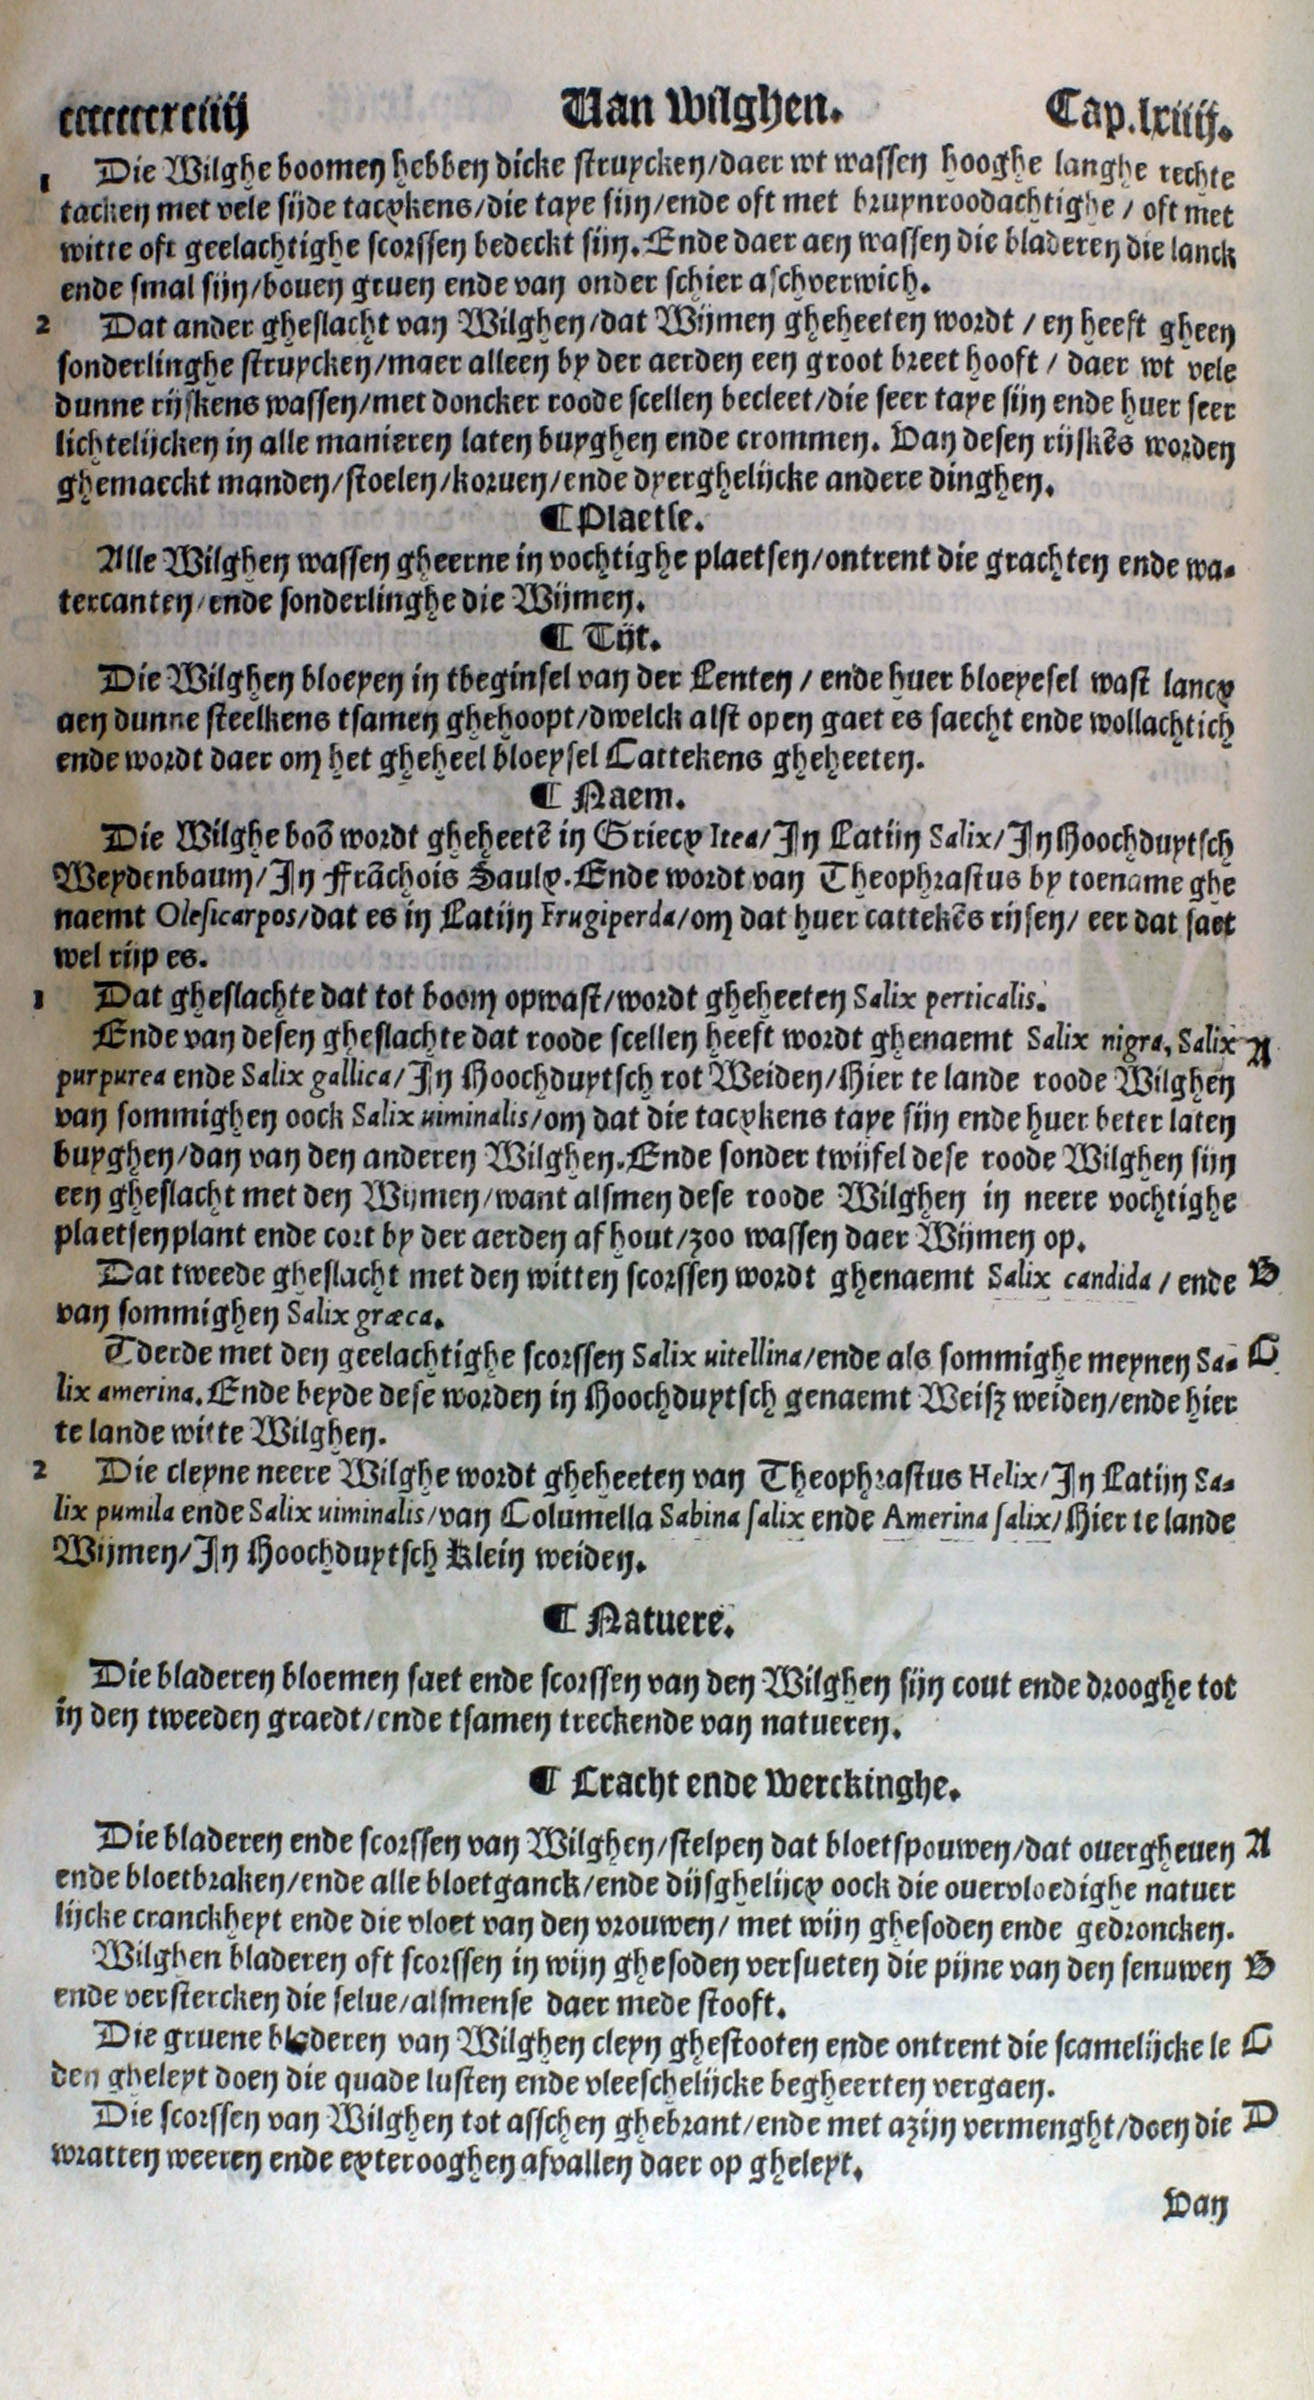 ccccccxciiij Van Wilghen. Cap.lxiiij.
1 Die Wilghe boomen hebben dicke struycken/daer wt wassen hooghe langhe rechte
tacken met vele sijde tacxkens/die taye sijn/ende oft met bruynroodachtighe/oft met
witte oft geelachtighe scorssen bedeckt sijn. Ende daer aen wassen die bladeren die lanck
ende smal sijn/bouen gruen ende van onder schier aschverwich.
2 Dat ander gheslacht van Wilghen/dat Wijmen gheheeten wordt/en heeft gheen
sonderlinghe struycken/maer alleen by der aerden een groot breet hooft/daer wt vele
dunne rijskens wassen/met doncker roode scellen becleet/die seer taye sijn ende huer seer
lichtelijcken in alle manieren laten buyghen ende crommen. Van desen rijskēs worden
ghemaeckt manden/stoelen/koruen/ende dyerghelijcke andere dinghen.
¶ Plaetse.
Alle Wilghen wassen gheerne in vochtighe plaetsen/ontrent die grachten ende wa-
tercanten/ende sonderlinghe die Wijmen.
¶ Tijt.
Die Wilghen bloeyen in tbeginsel van der Lenten/ende huer bloeyesel wast lancx
aen dunne steelkens tsamen ghehoopt/dwelck alst open gaet es saecht ende wollachtich
ende wordt daer om het gheheel bloeysel Cattekens gheheeten.
¶ Naem.
Die Wilghe boō wordt gheheetē in Griecx Itea/In Latijn Salix/In Hoochduytsch
Weydenbaum/In Frāchois Saulx. Ende wordt van Theophrastus by toename ghe
naemt Olesicarpos/dat es in Latijn Frugiperda/om dat huer cattekēs rijsen/eer dat saet
wel rijp es.
1 Dat gheslachte dat tot boom opwast/wordt gheheeten Salix perticalis.
Ende van desen gheslachte dat roode scellen heeft wordt ghenaemt Salix nigra, Salix A
purpurea ende Salix gallica/In Hoochduytsch rot Weiden/Hier te lande roode Wilghen
van sommighen oock Salix uiminalis/om dat die tacxkens taye sijn ende huer beter laten
buyghen/dan van den anderen Wilghen. Ende sonder twijfel dese roode Wilghen sijn
een gheslacht met den Wijmen/want alsmen dese roode Wilghen in neere vochtighe
plaetsen plant ende cort by der aerden af hout/zoo wassen daer Wijmen op.
Dat tweede gheslacht met den witten scorssen wordt ghenaemt Salix candida/ende B
van sommighen Salix græca.
Tderde met den geelachtighe scorssen Salix uitellina/ende als sommighe meynen Sa- C
lix amerina. Ende beyde dese worden in Hoochduytsch genaemt Weisz weiden/ende hier
te lande witte Wilghen.
2 Die cleyne neere Wilghe wordt gheheeten van Theophrastus Helix/In Latijn Sa-
lix pumila ende Salix uiminalis/van Columella Sabina salix ende Amerina salix/Hier te lande
Wijmen/In Hoochduytsch Klein weiden.
¶ Natuere.
Die bladeren bloemen saet ende scorssen van den Wilghen sijn cout ende drooghe tot
in den tweeden graedt/ende tsamen treckende van natueren.
¶ Cracht ende Werckinghe.
Die bladeren ende scorssen van Wilghen/stelpen dat bloetspouwen/dat ouergheuen A
ende bloetbraken/ende alle bloetganck/ende dijsghelijcx oock die ouervloedighe natuer
lijcke cranckheyt ende die vloet van den vrouwen/met wijn ghesoden ende gedroncken.
Wilghen bladeren oft scorssen in wijn ghesoden versueten die pijne van den senuwen B
ende verstercken die selue/alsmense daer mede stooft.
Die gruene bladeren van Wilghen cleyn ghestooten ende ontrent die scamelijcke le C
den gheleyt doen die quade lusten ende vleeschelijcke begheerten vergaen.
Die scorssen van Wilghen tot asschen ghebrant/ende met azijn vermenght/doen die D
wratten weeren ende exterooghen afvallen daer op gheleyt.
Van